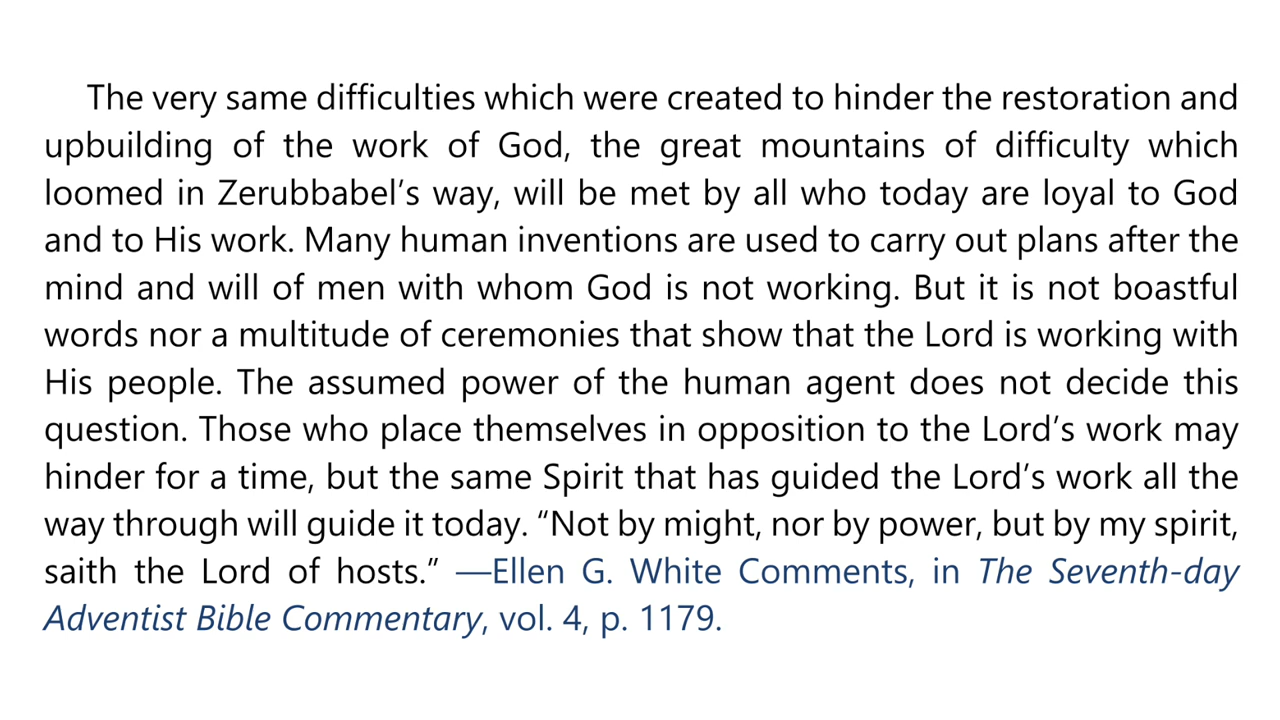 The very same difficulties which were created to hinder the restoration and
upbuilding of the work of God, the great mountains of difficulty which
loomed in Zerubbabel’s way, will be met by all who today are loyal to God
and to His work. Many human inventions are used to carry out plans after the
mind and will of men with whom God is not working. But it is not boastful
words nor a multitude of ceremonies that show that the Lord is working with
His people. The assumed power of the human agent does not decide this
question. Those who place themselves in opposition to the Lord’s work may
hinder for a time, but the same Spirit that has guided the Lord’s work all the
way through will guide it today. “Not by might, nor by power, but by my spirit,
saith the Lord of hosts.” —Ellen G. White Comments, in The Seventh-day
Adventist Bible Commentary, vol. 4, p. 1179.